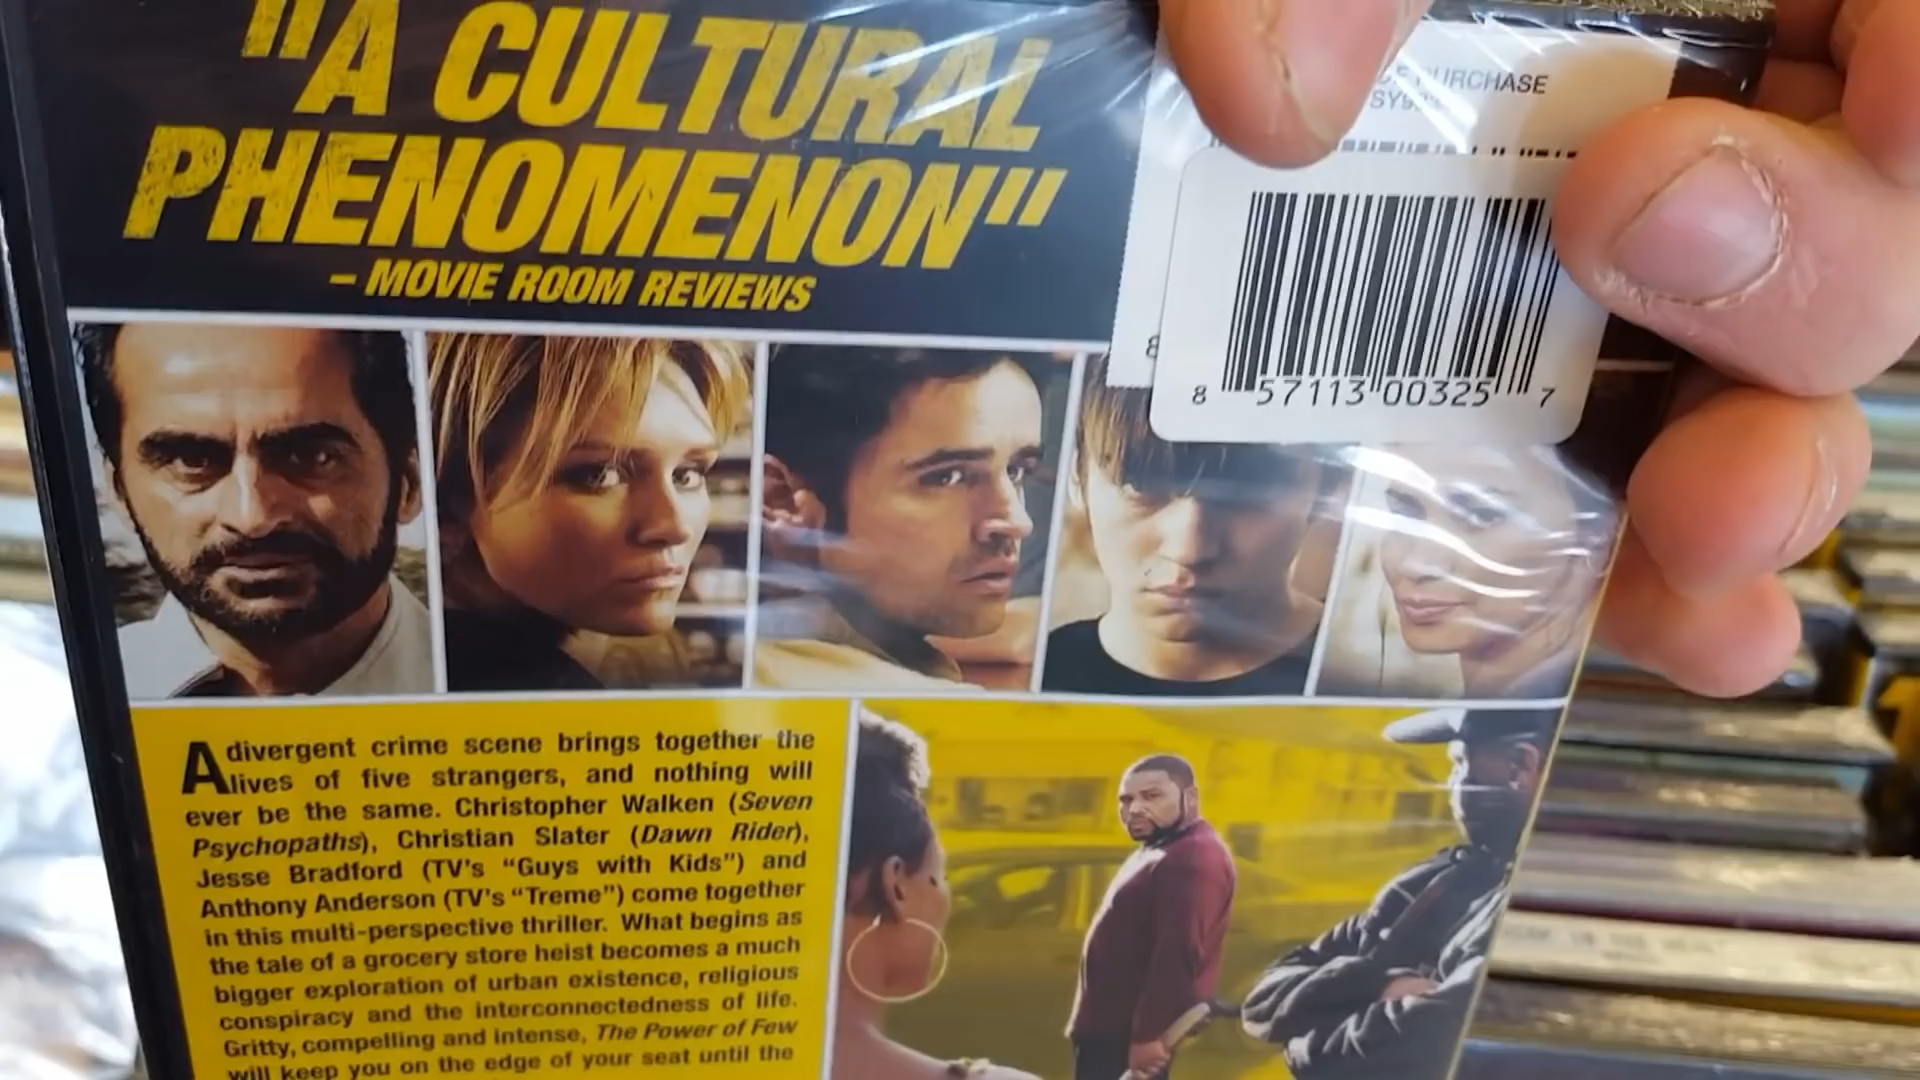 "A CULTURAL
PHENOMENON"
– MOVIE ROOM REVIEWS
PURCHASE
8 57113 00325 7
A divergent crime scene brings together the
lives of five strangers, and nothing will
ever be the same. Christopher Walken (Seven
Psychopaths), Christian Slater (Dawn Rider),
Jesse Bradford (TV's "Guys with Kids") and
Anthony Anderson (TV's "Treme") come together
in this multi-perspective thriller. What begins as
the tale of a grocery store heist becomes a much
bigger exploration of urban existence, religious
conspiracy and the interconnectedness of life.
Gritty, compelling and intense, The Power of Few
will keep you on the edge of your seat until the